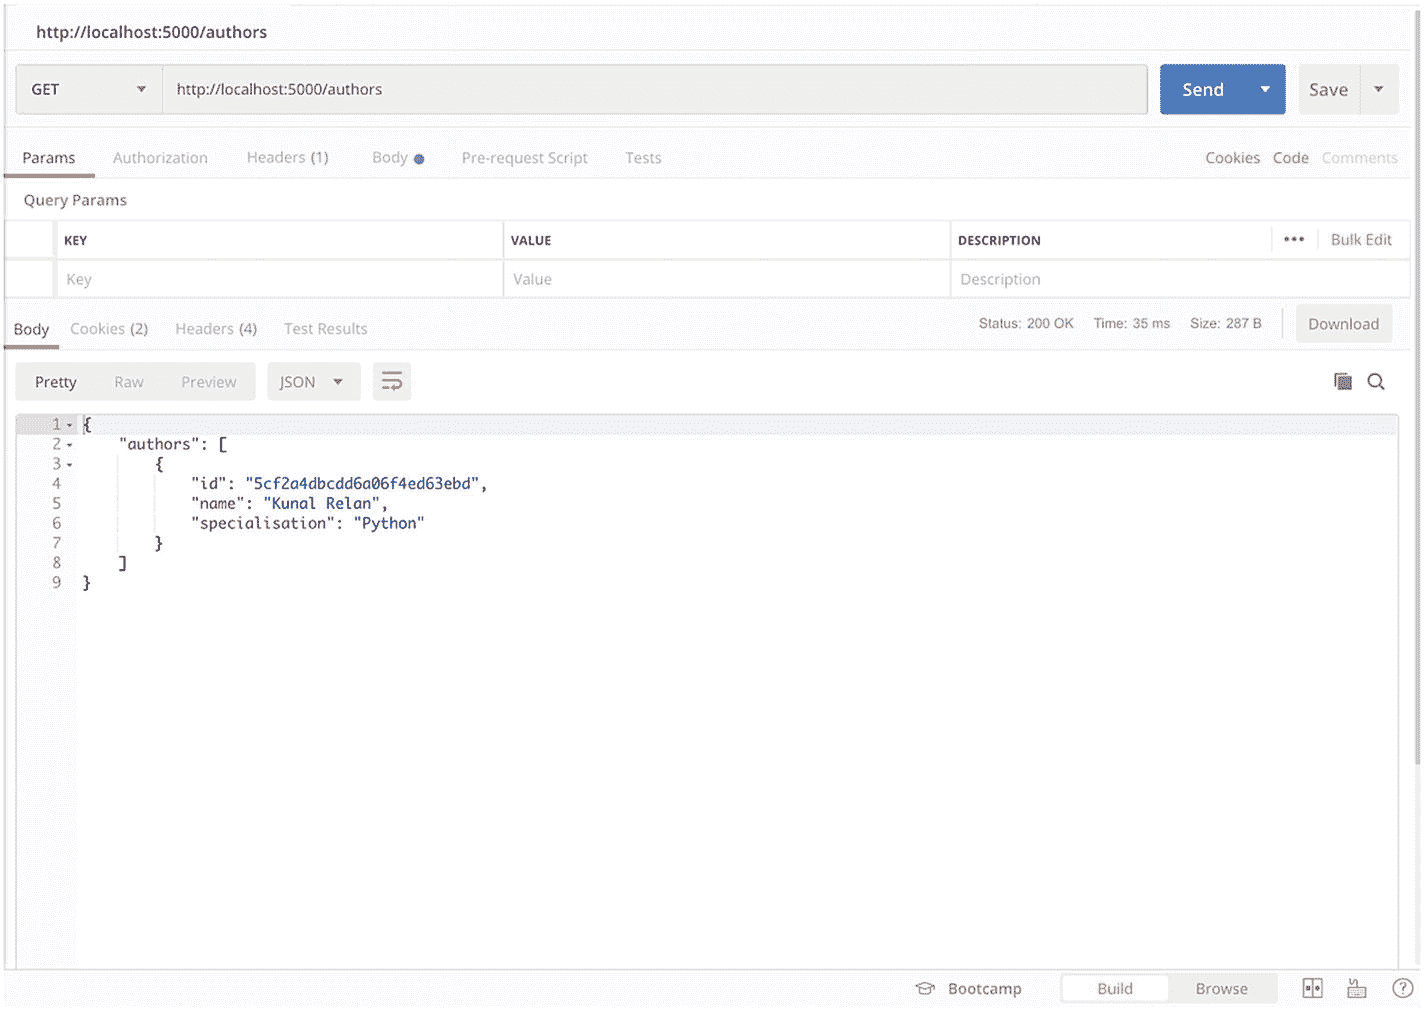 http://localhost:5000/authors
GET http://localhost:5000/authors Send Save
Params Authorization Headers (1) Body Pre-request Script Tests Cookies Code Comments
Query Params
KEY VALUE DESCRIPTION ••• Bulk Edit
Key Value Description
Body Cookies (2) Headers (4) Test Results Status: 200 OK Time: 35 ms Size: 287 B Download
Pretty Raw Preview JSON
1 {
2 "authors": [
3 {
4 "id": "5cf2a4dbcdd6a06f4ed63ebd",
5 "name": "Kunal Relan",
6 "specialisation": "Python"
7 }
8 ]
9 }
Bootcamp Build Browse ?